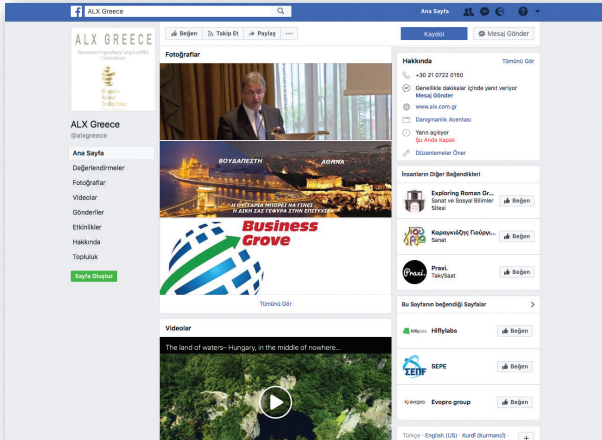 ALX Greece
Ana Sayfa
ALX GREECE
ALX Greece
@alxgreece
Ana Sayfa
Değerlendirmeler
Fotoğraflar
Videolar
Gönderiler
Etkinlikler
Hakkında
Topluluk
Sayfa Oluştur
Beğen
Takip Et
Paylaş
Kaydol
Mesaj Gönder
Fotoğraflar
ΒΟΥΔΑΠΕΣΤΗ
ΑΘΗΝΑ
Η ΟΥΓΓΑΡΙΑ ΜΠΟΡΕΙ ΝΑ ΓΙΝΕΙ
Η ΔΙΚΗ ΣΑΣ ΓΕΦΥΡΑ ΣΤΗΝ ΕΠΙΤΥΧΙΑ
Business
Grove
Tümünü Gör
Videolar
The land of waters- Hungary, in the middle of nowhere...
Hakkında
Tümünü Gör
+30 21 0722 0150
Genellikle dakikalar içinde yanıt veriyor
Mesaj Gönder
www.alx.com.gr
Danışmanlık Acentası
Yarın açılıyor
Şu Anda Kapalı
Düzenlemeler Öner
İnsanların Diğer Beğendikleri
Exploring Roman Gr...
Sanat ve Sosyal Bilimler
Sitesi
Beğen
Καραγκιόζης Γιούργι...
Sanat
Beğen
Praxi.
Praxi.
Takı/Saat
Beğen
Bu Sayfanın beğendiği Sayfalar
Hiflylabs
Hiflylabs
Beğen
ΣΕΠΕ
SEPE
Beğen
evopro
Evopro group
Beğen
Türkçe · English (US) · Kurdî (Kurmancî) ·